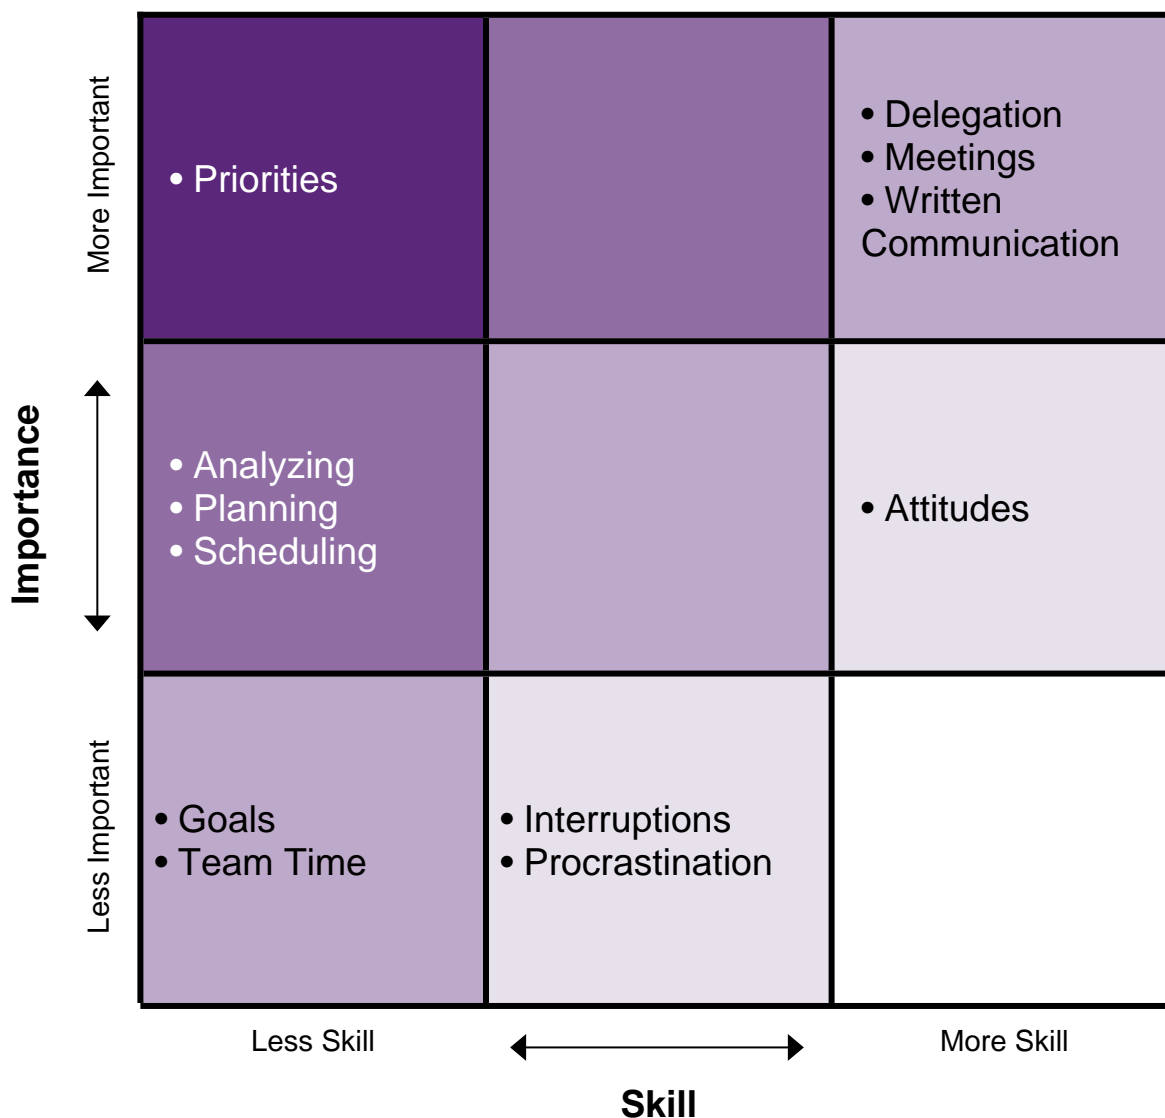 More Important
• Priorities
• Delegation
• Meetings
• Written
Communication
Importance
• Analyzing
• Planning
• Scheduling
• Attitudes
Less Important
• Goals
• Team Time
• Interruptions
• Procrastination
Less Skill
More Skill
Skill